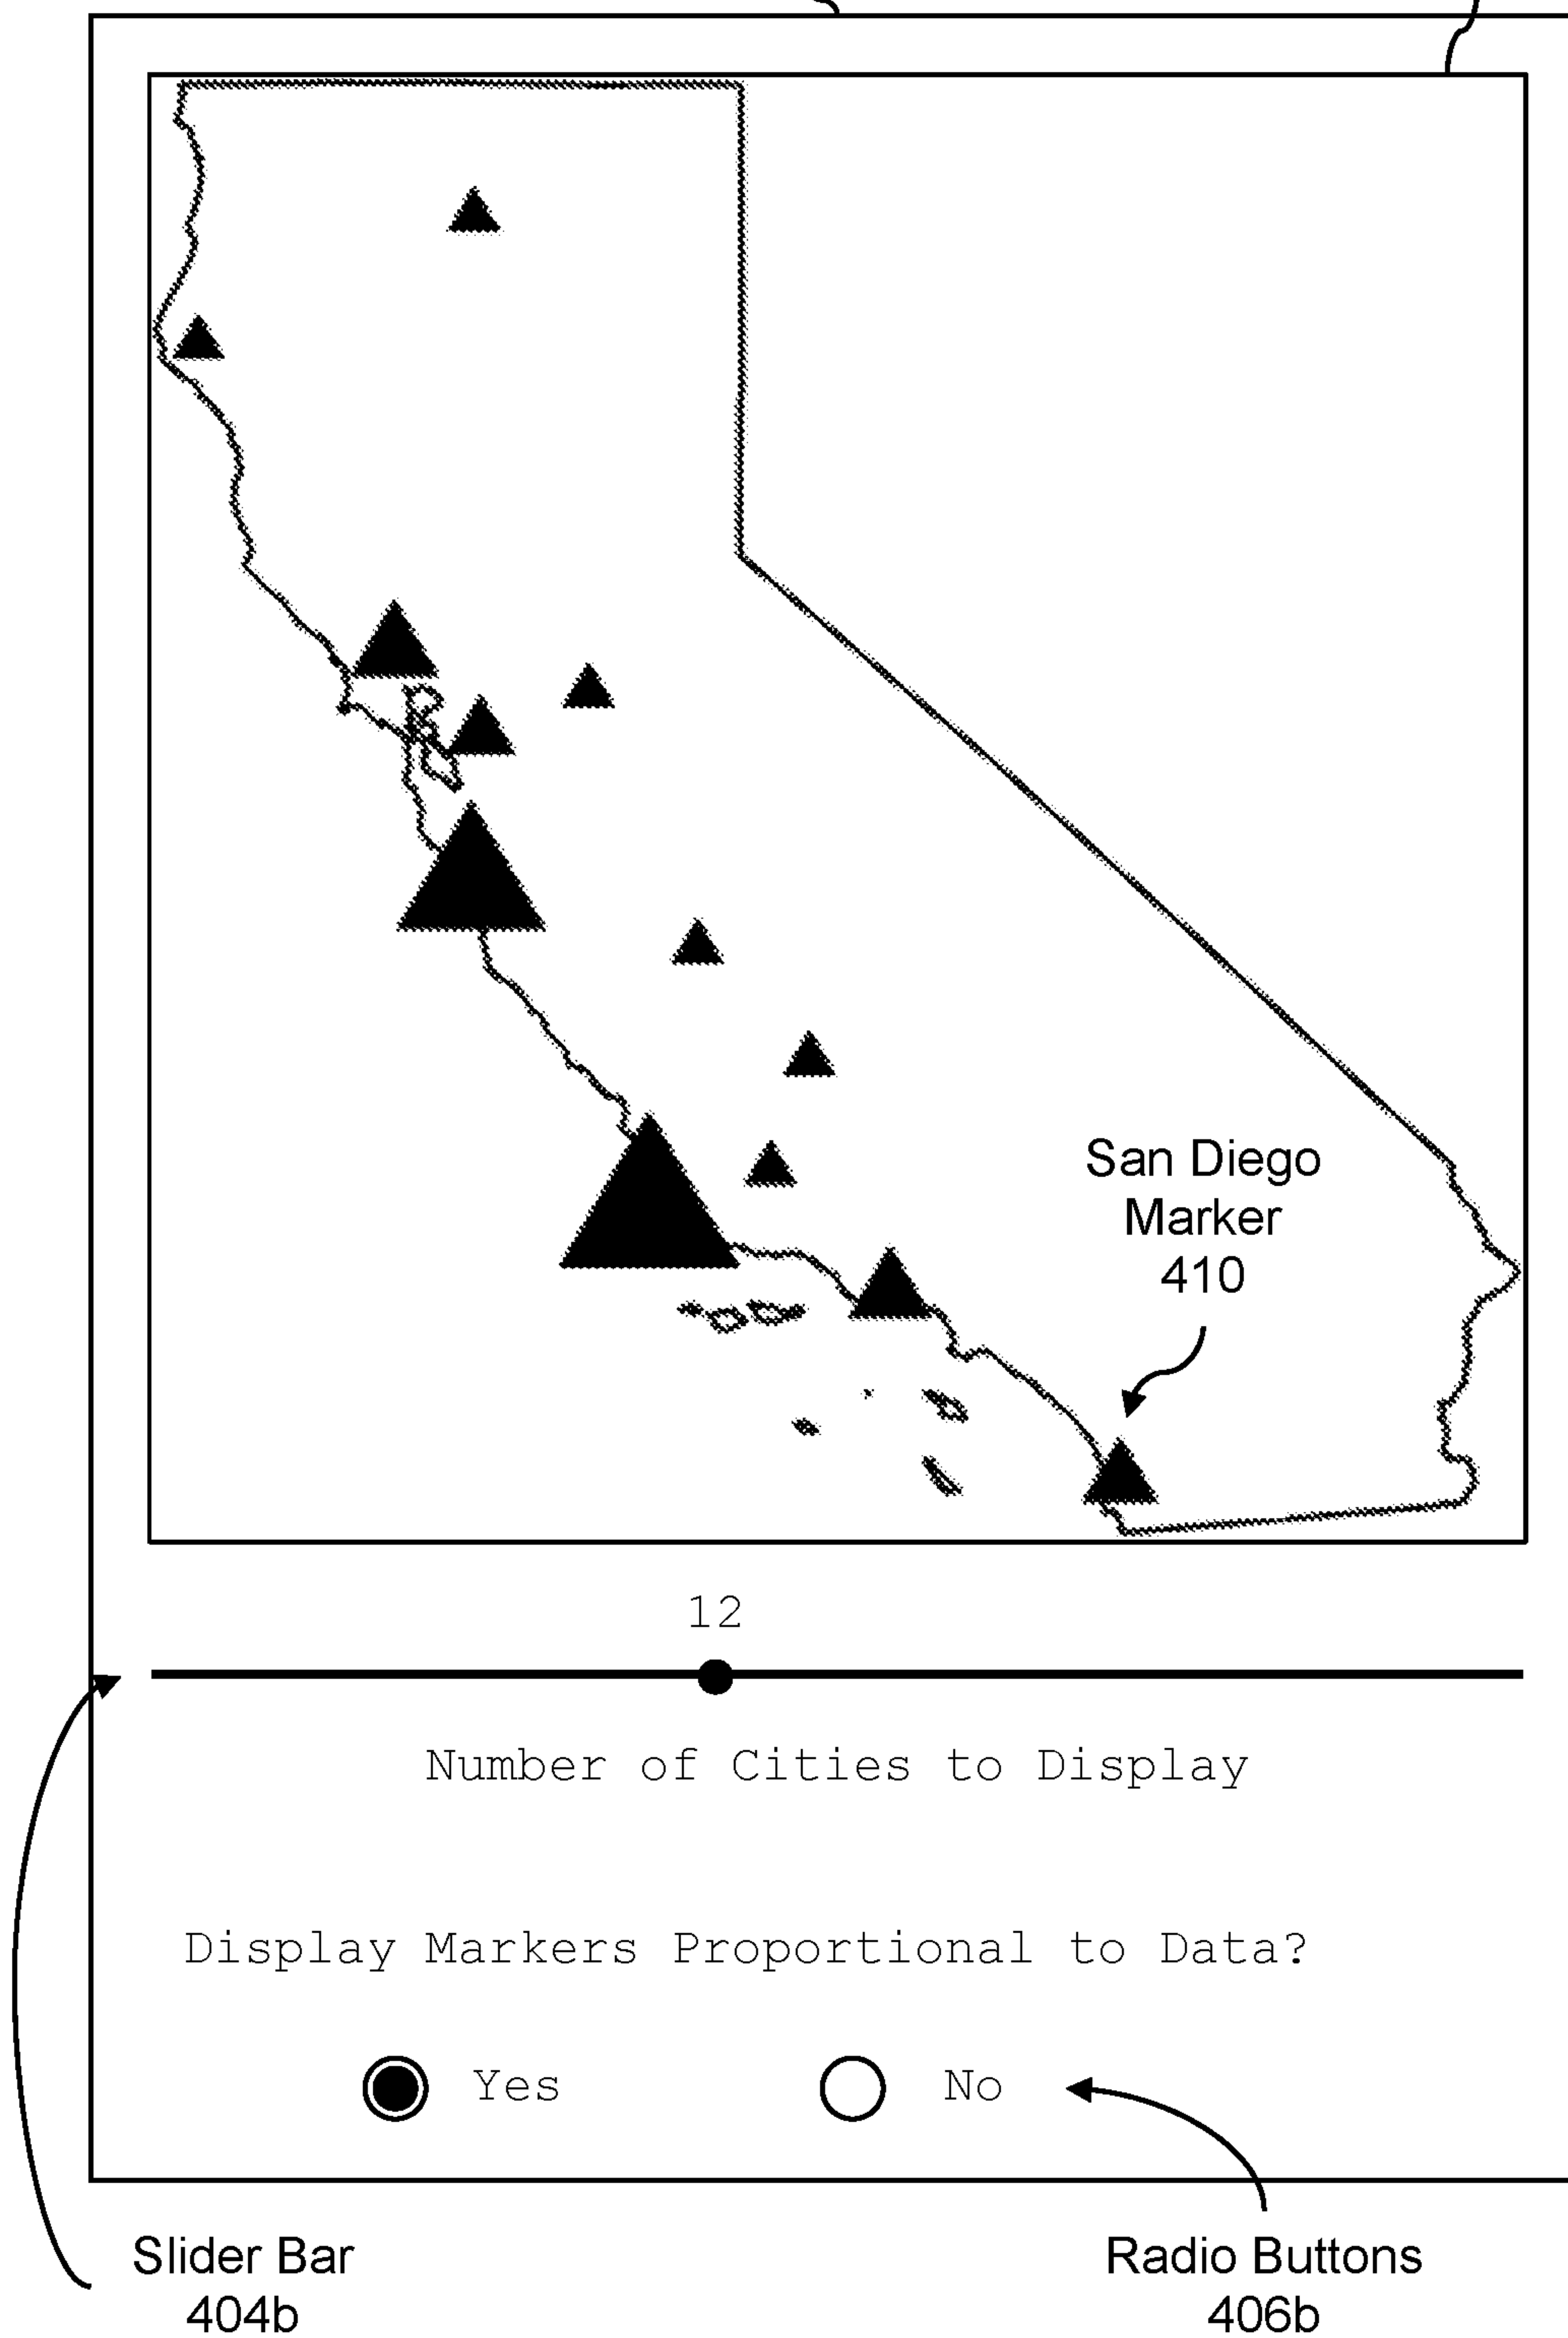 San Diego
Marker
410
12
Number of Cities to Display
Display Markers Proportional to Data?
Yes
No
Slider Bar
404b
Radio Buttons
406b